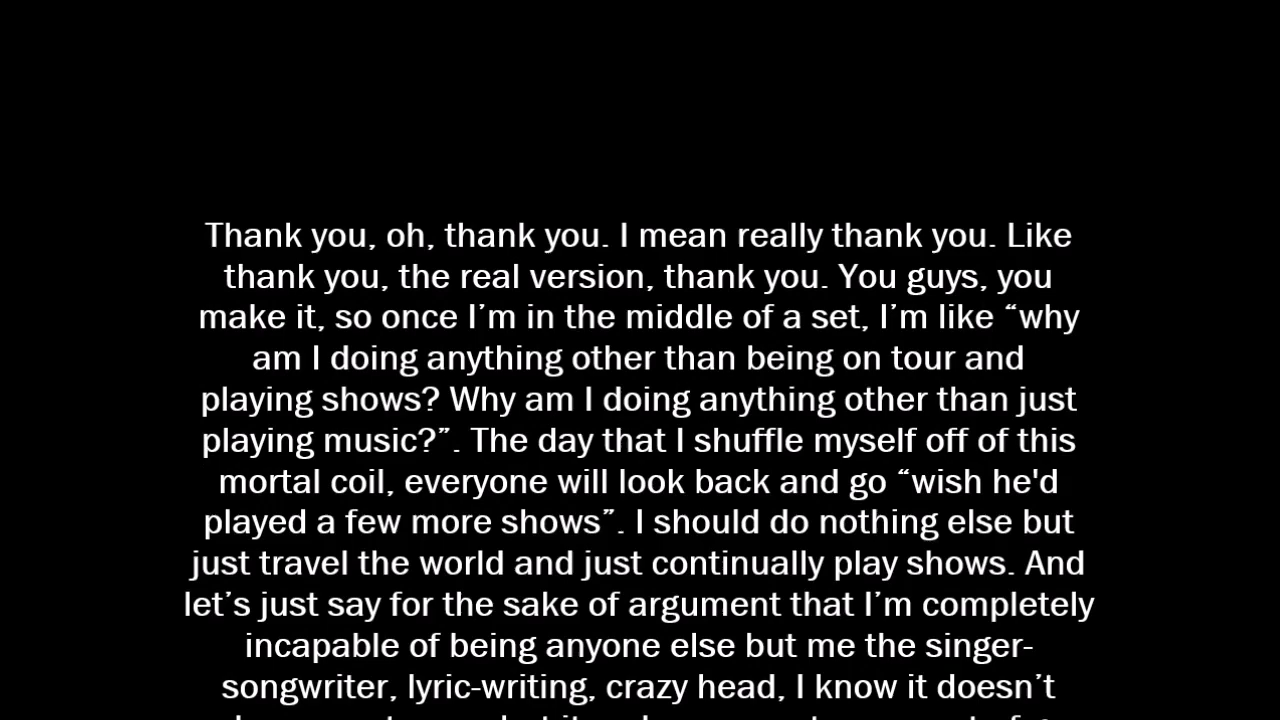 Thank you, oh, thank you. I mean really thank you. Like
thank you, the real version, thank you. You guys, you
make it, so once I’m in the middle of a set, I’m like “why
am I doing anything other than being on tour and
playing shows? Why am I doing anything other than just
playing music?”. The day that I shuffle myself off of this
mortal coil, everyone will look back and go “wish he'd
played a few more shows”. I should do nothing else but
just travel the world and just continually play shows. And
let’s just say for the sake of argument that I’m completely
incapable of being anyone else but me the singer-
songwriter, lyric-writing, crazy head, I know it doesn’t